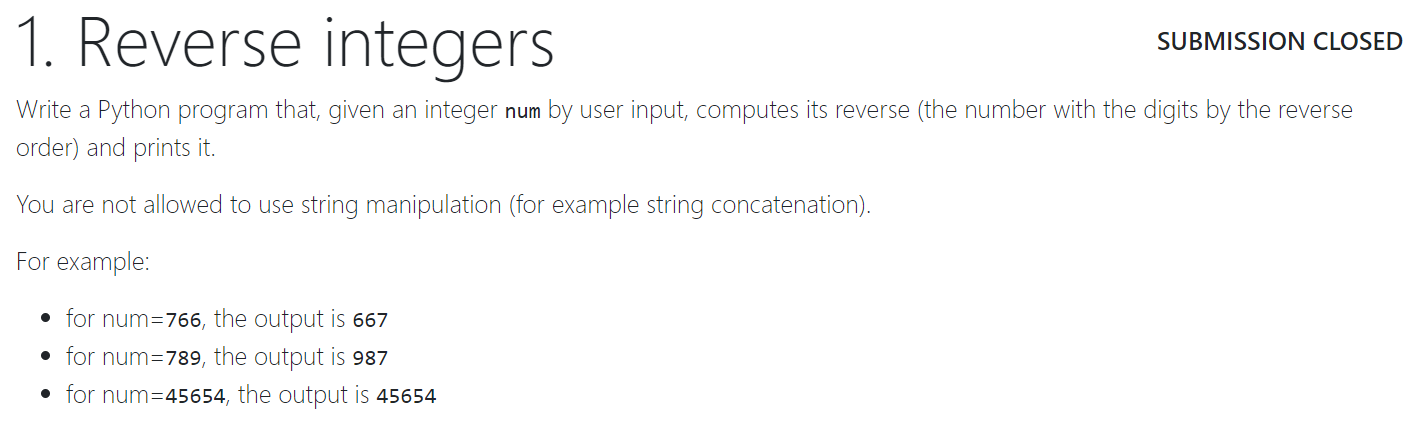 1. Reverse integers
SUBMISSION CLOSED
Write a Python program that, given an integer num by user input, computes its reverse (the number with the digits by the reverse
order) and prints it.
You are not allowed to use string manipulation (for example string concatenation).
For example:
• for num=766, the output is 667
• for num=789, the output is 987
• for num=45654, the output is 45654